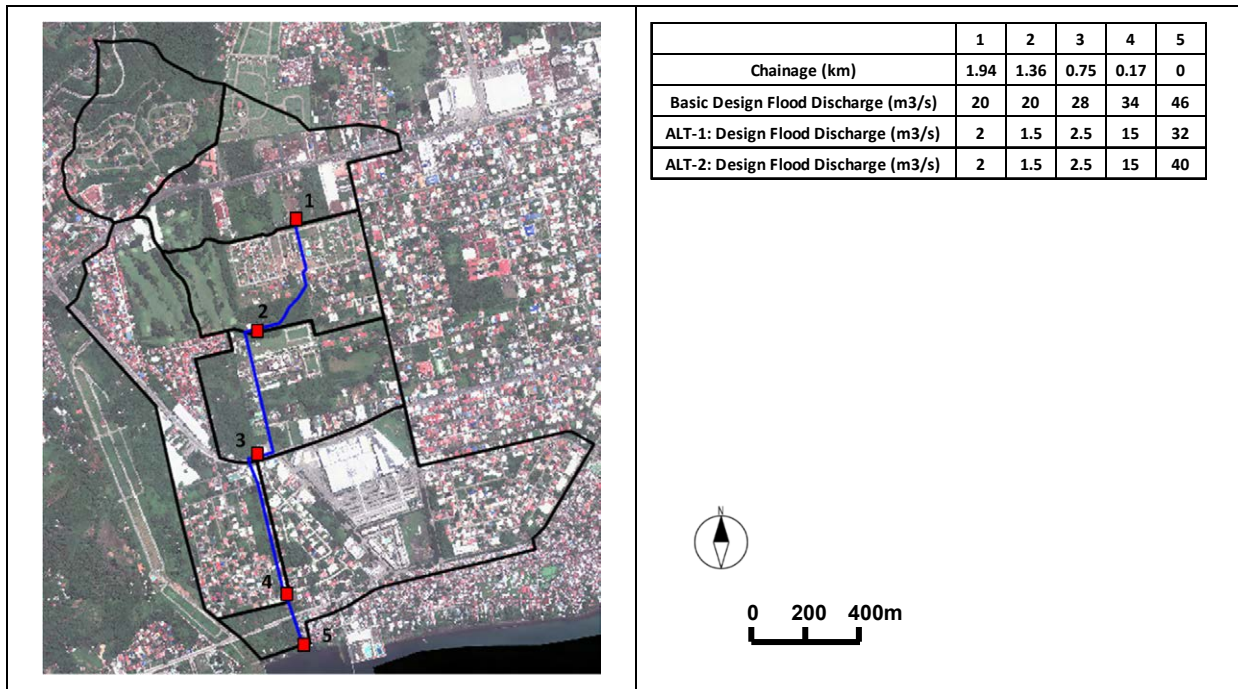 1
2
3
4
5
1 2 3 4 5
Chainage (km) 1.94 1.36 0.75 0.17 0
Basic Design Flood Discharge (m3/s) 20 20 28 34 46
ALT-1: Design Flood Discharge (m3/s) 2 1.5 2.5 15 32
ALT-2: Design Flood Discharge (m3/s) 2 1.5 2.5 15 40
N
0 200 400m